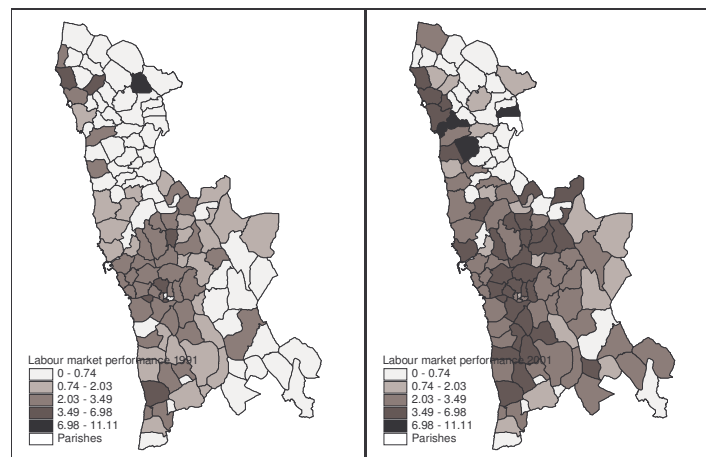 Labour market performance 1991
0 - 0.74
0.74 - 2.03
2.03 - 3.49
3.49 - 6.98
6.98 - 11.11
Parishes
Labour market performance 2001
0 - 0.74
0.74 - 2.03
2.03 - 3.49
3.49 - 6.98
6.98 - 11.11
Parishes